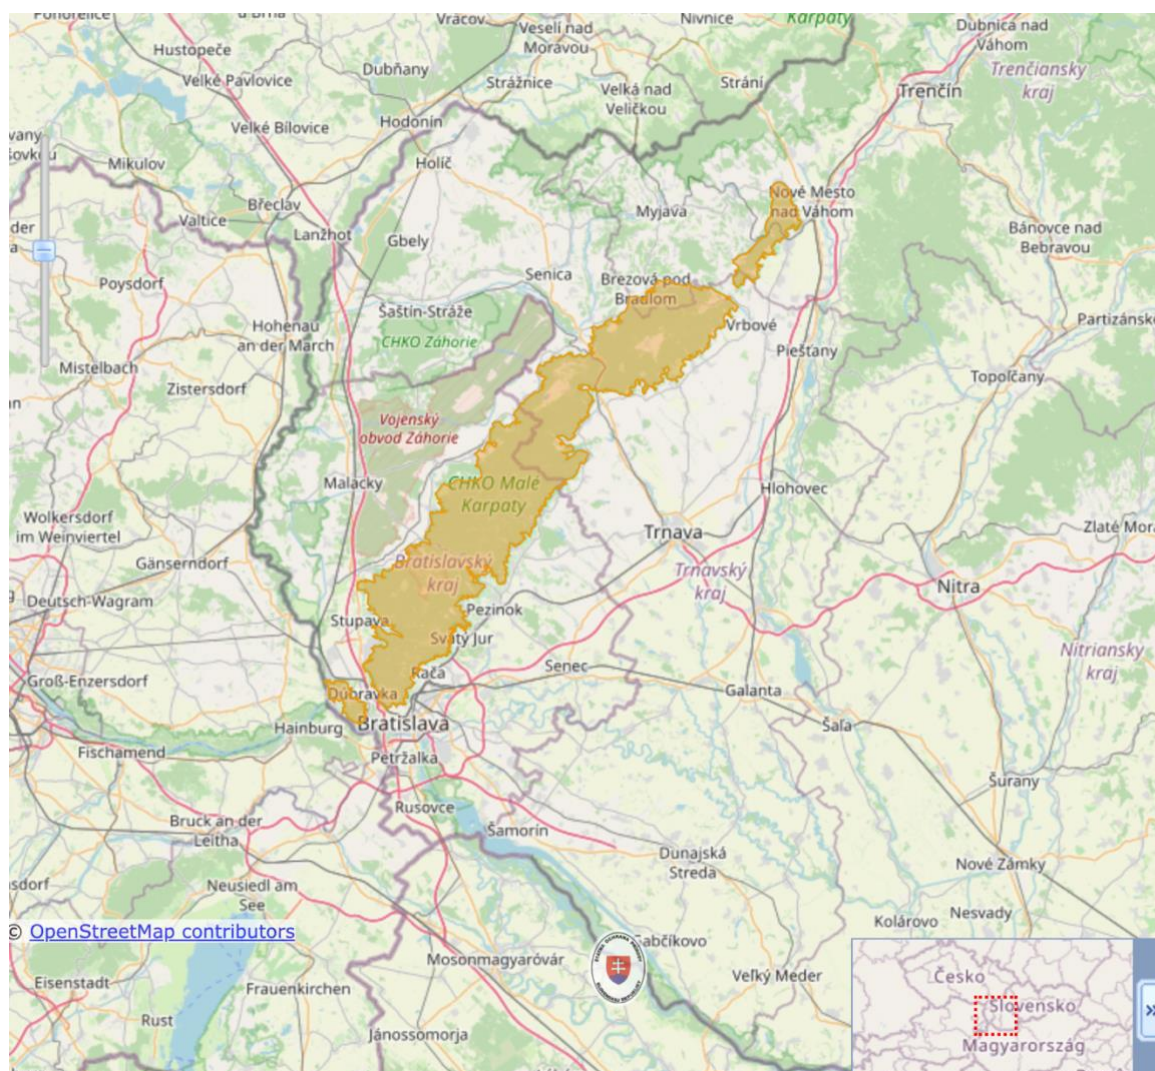 Vracov
Karpaty
Nivnice
Dubnica nad
Váhom
Veselí nad
Moravou
Hustopeče
Dubňany
Velké Pavlovice
Strážnice
Strání
Velká nad
Veličkou
Trenčiansky
kraj
Trenčín
Hodonín
Velké Bílovice
Mikulov
Holíč
Nové Mesto
nad Váhom
Břeclav
Valtice
Myjava
Lanžhot
Gbely
Bánovce nad
Bebravou
Poysdorf
Senica
Brezová pod
Bradlom
Šaštín-Stráže
CHKO Záhorie
Hohenau
an der March
Vrbové
Partizánske
Piešťany
Mistelbach
Topoľčany
Zistersdorf
Vojenský
obvod Záhorie
Malacky
CHKO Malé
Karpaty
Hlohovec
Wolkersdorf
im Weinviertel
Trnava
Zlaté Mora
Gänserndorf
Bratislavský
kraj
Trnavský
kraj
Nitra
Deutsch-Wagram
Pezinok
Stupava
Svätý Jur
Nitriansky
kraj
Rača
Senec
Groß-Enzersdorf
Dúbravka
Galanta
Hainburg
Bratislava
Šaľa
Fischamend
Petržalka
Šurany
Rusovce
Bruck an der
Leitha
Šamorín
Dunajská
Streda
Nové Zámky
Neusiedl am
See
Kolárovo
Nesvady
© OpenStreetMap contributors
Gabčíkovo
Mosonmagyaróvár
Veľký Meder
Eisenstadt
Frauenkirchen
Rust
Jánossomorja
Česko
Slovensko
Magyarország
»